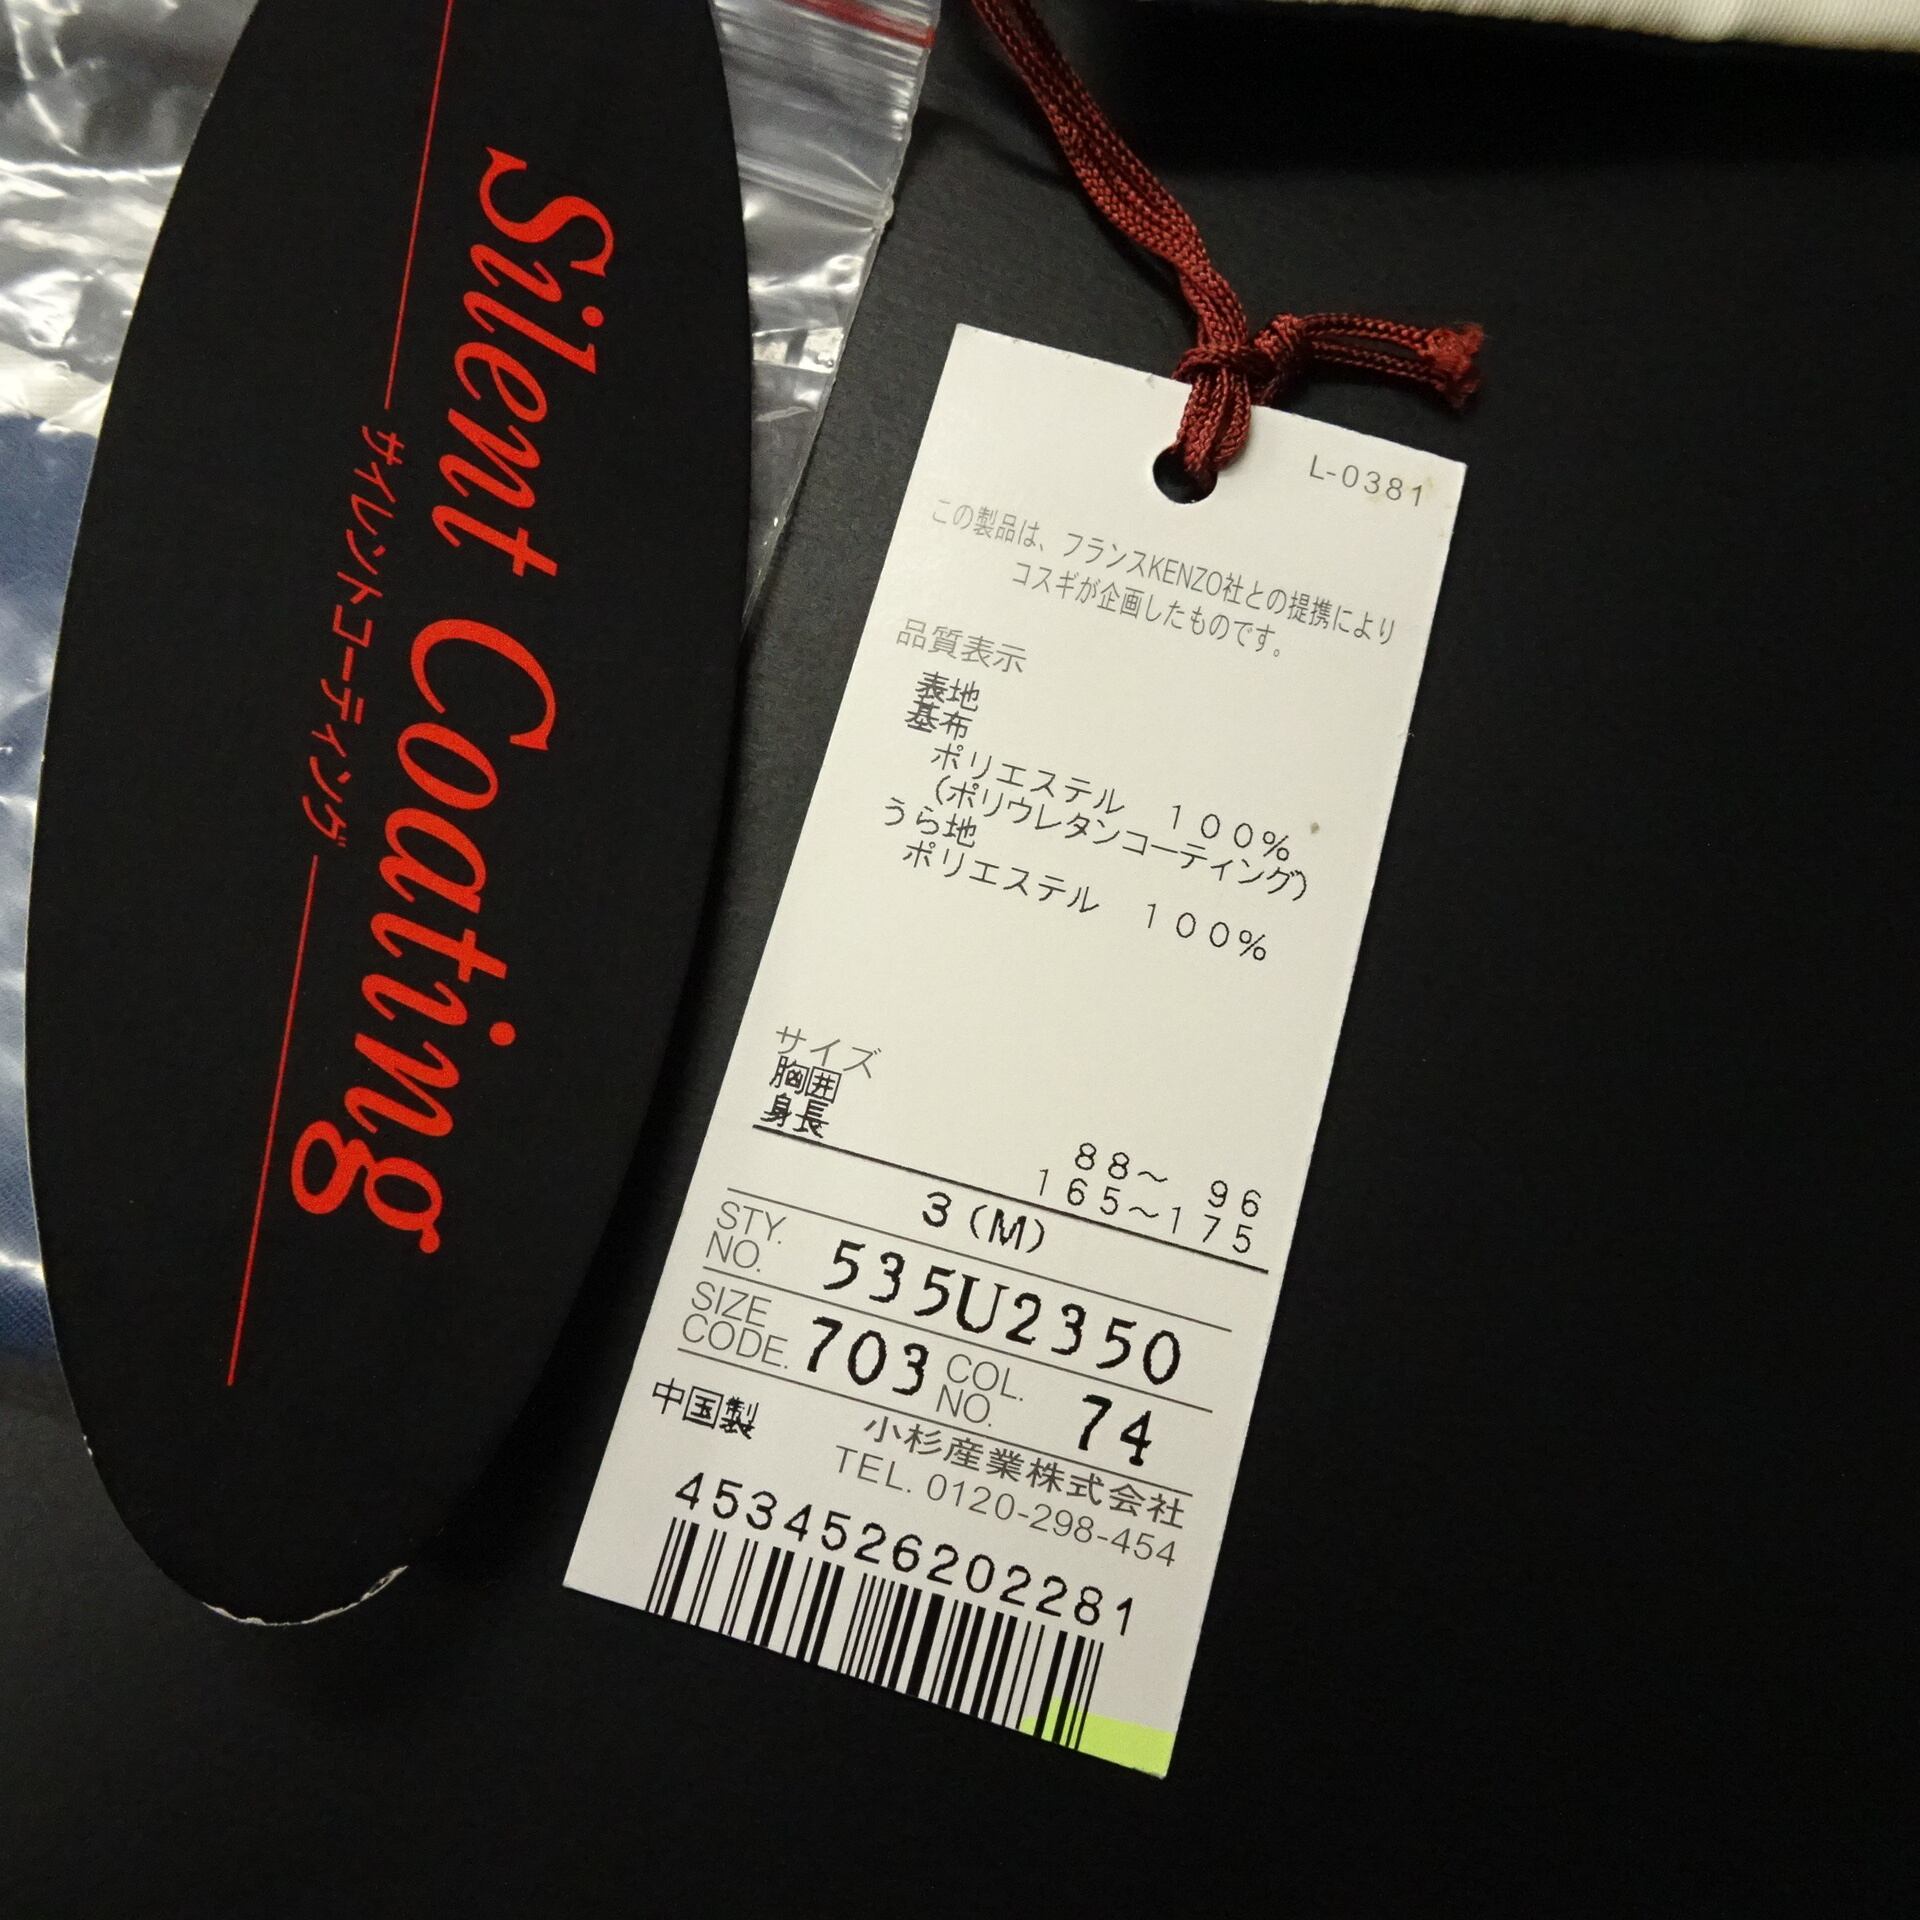 Silent Coating
サイレントコーティング
L-0381
この製品は、フランスKENZO社との提携により
コスギが企画したものです。
品質表示
表地
基布
ポリエステル 100%
(ポリウレタンコーティング)
うら地
ポリエステル 100%
サイズ
胸囲 88~ 96
身長 165~175
3(M)
STY. NO. 535U2350
SIZE CODE. 703 COL. NO. 74
中国製 小杉産業株式会社
TEL. 0120-298-454
4534526202281